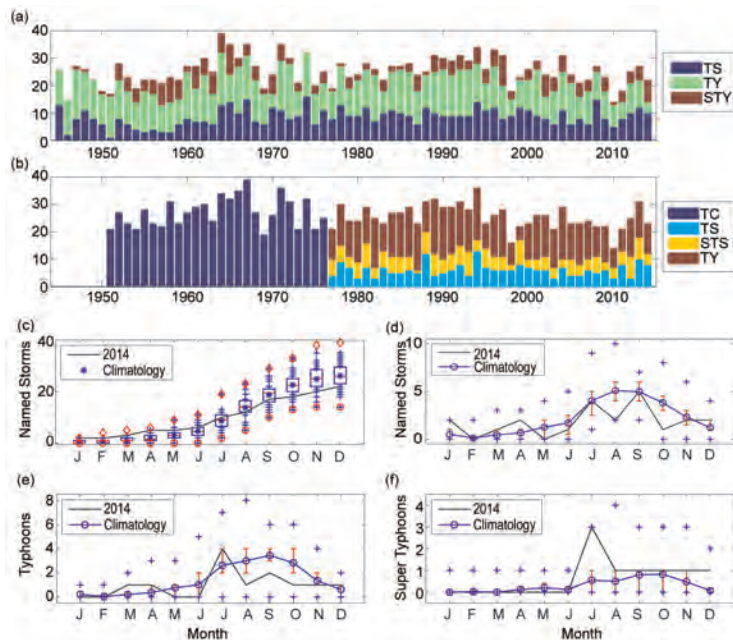 (a)
40
30
20
10
0
1950 1960 1970 1980 1990 2000 2010
TS
TY
STY
(b)
40
30
20
10
0
1950 1960 1970 1980 1990 2000 2010
TC
TS
STS
TY
(c)
Named Storms
40
20
0
2014
Climatology
J F M A M J J A S O N D
(d)
Named Storms
10
5
0
2014
Climatology
J F M A M J J A S O N D
(e)
Typhoons
8
6
4
2
0
2014
Climatology
J F M A M J J A S O N D
Month
(f)
Super Typhoons
4
3
2
1
0
2014
Climatology
J F M A M J J A S O N D
Month